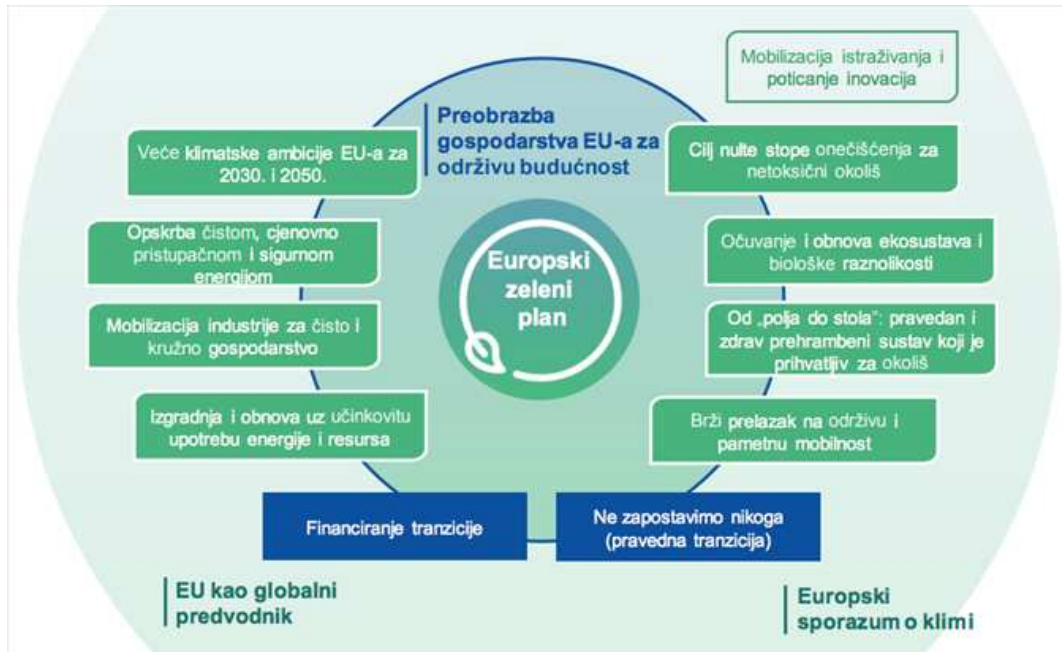 Mobilizacija istraživanja i
poticanje inovacija
Preobrazba
gospodarstva EU-a za
održivu budućnost
Veće klimatske ambicije EU-a za
2030. i 2050.
Cilj nulte stope onečišćenja za
netoksični okoliš
Opskrba čistom, cjenovno
pristupačnom i sigurnom
energijom
Europski
zeleni
plan
Očuvanje i obnova ekosustava i
biološke raznolikosti
Mobilizacija industrije za čisto i
kružno gospodarstvo
Od „polja do stola“: pravedan i
zdrav prehrambeni sustav koji je
prihvatljiv za okoliš
Izgradnja i obnova uz učinkovitu
upotrebu energije i resursa
Brži prelazak na održivu i
pametnu mobilnost
Financiranje tranzicije
Ne zapostavimo nikoga
(pravedna tranzicija)
EU kao globalni
predvodnik
Europski
sporazum o klimi